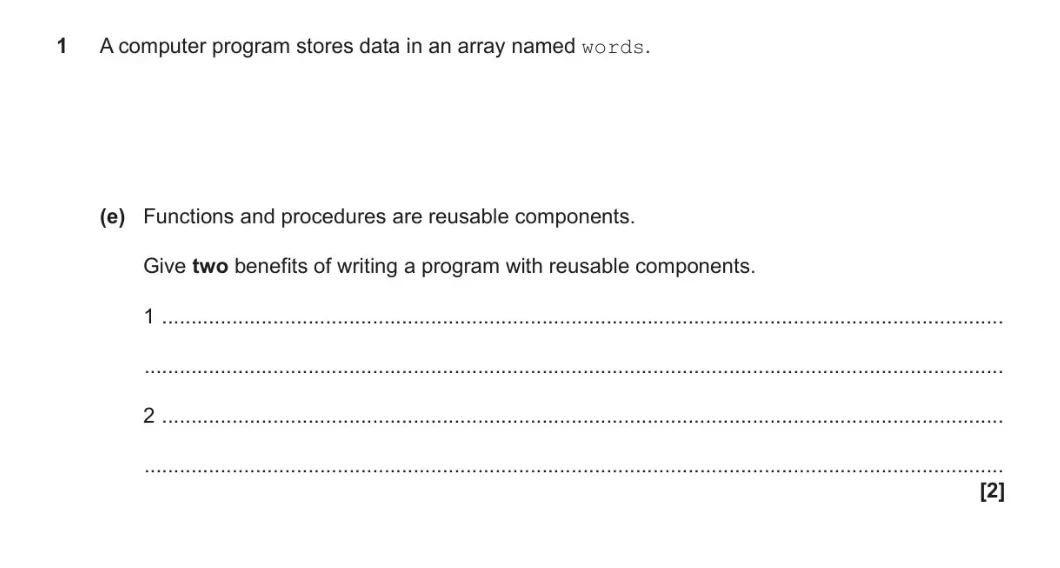 1 A computer program stores data in an array named words.
(e) Functions and procedures are reusable components.
Give two benefits of writing a program with reusable components.
1 ..........................................................................................................................................
..........................................................................................................................................
2 ..........................................................................................................................................
..........................................................................................................................................
[2]